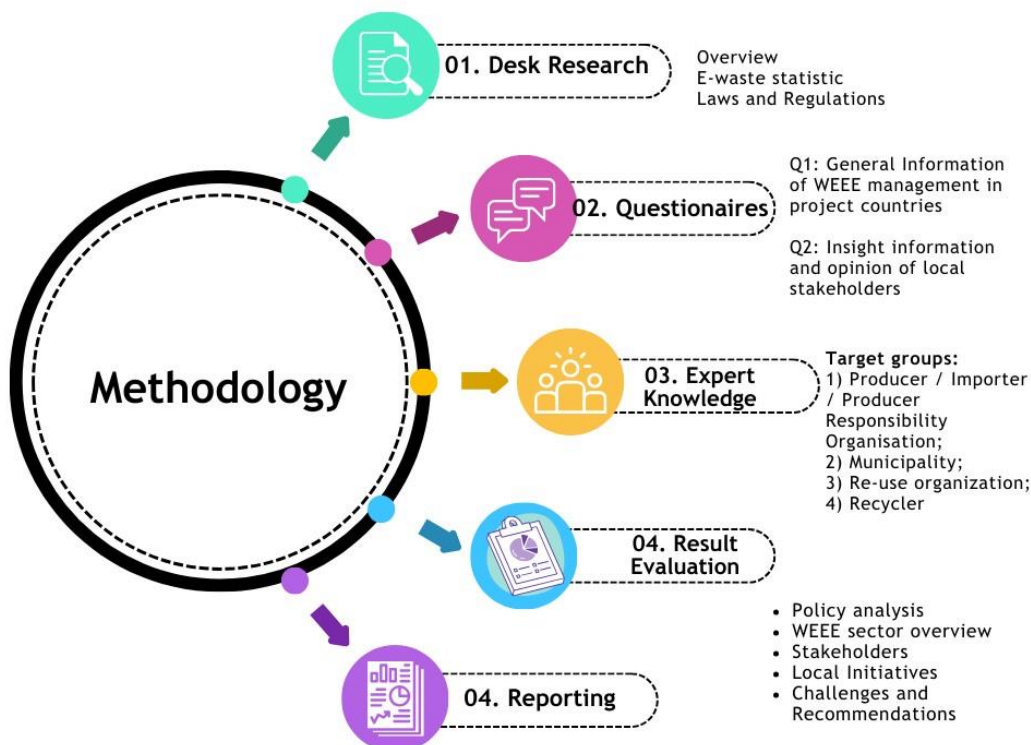 Methodology
01. Desk Research
Overview
E-waste statistic
Laws and Regulations
02. Questionaires
Q1: General Information
of WEEE management in
project countries
Q2: Insight information
and opinion of local
stakeholders
03. Expert
Knowledge
Target groups:
1) Producer / Importer
/ Producer
Responsibility
Organisation;
2) Municipality;
3) Re-use organization;
4) Recycler
04. Result
Evaluation
04. Reporting
• Policy analysis
• WEEE sector overview
• Stakeholders
• Local Initiatives
• Challenges and
Recommendations